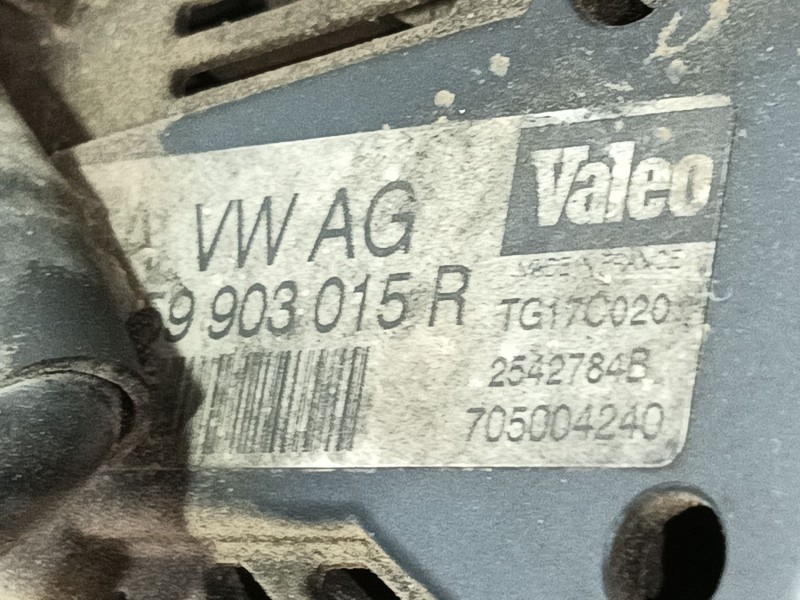 VW AG
Valeo
MADE IN FRANCE
59 903 015 R
TG17C020
2542784B
705004240